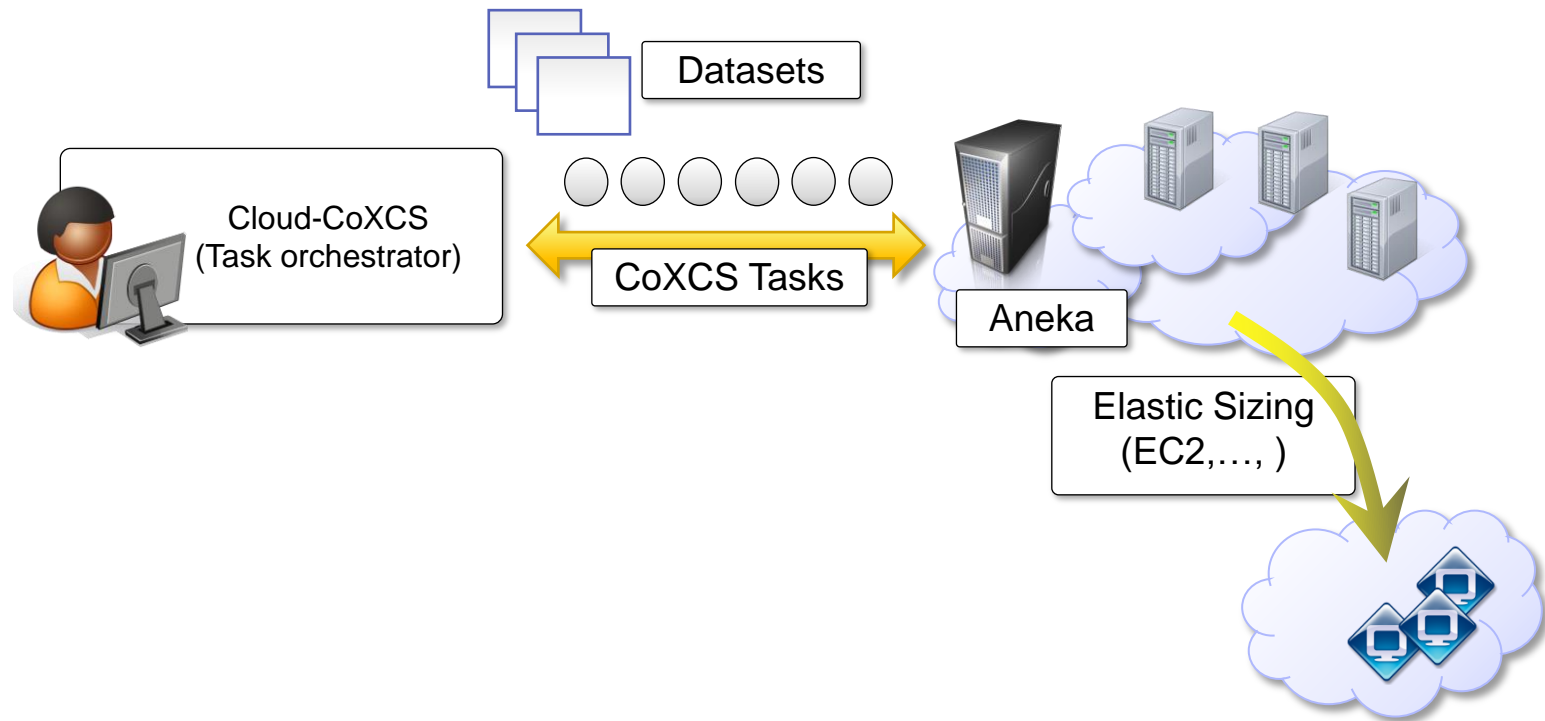 Datasets
Cloud-CoXCS
(Task orchestrator)
CoXCS Tasks
Aneka
Elastic Sizing
(EC2,…, )